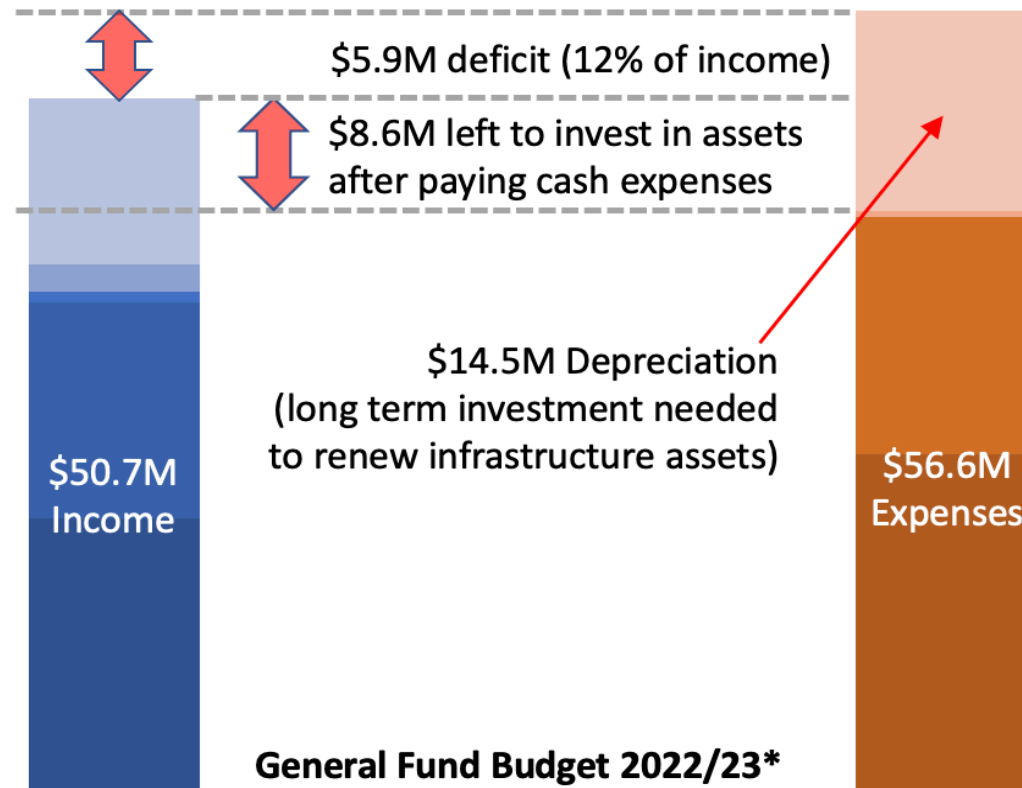 $5.9M deficit (12% of income)
$8.6M left to invest in assets
after paying cash expenses
$14.5M Depreciation
(long term investment needed
to renew infrastructure assets)
$50.7M
Income
$56.6M
Expenses
General Fund Budget 2022/23*